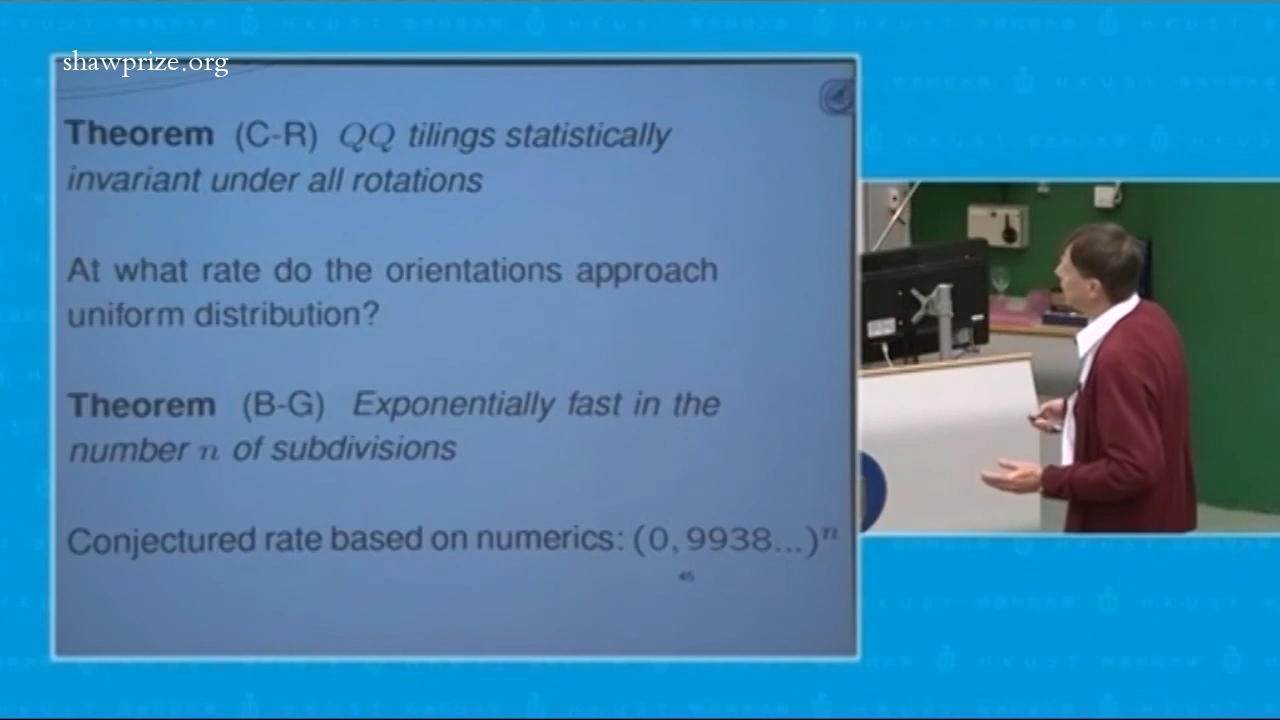 shawprize.org
Theorem (C-R) QQ tilings statistically
invariant under all rotations
At what rate do the orientations approach
uniform distribution?
Theorem (B-G) Exponentially fast in the
number n of subdivisions
Conjectured rate based on numerics: (0,9938...)ⁿ
45